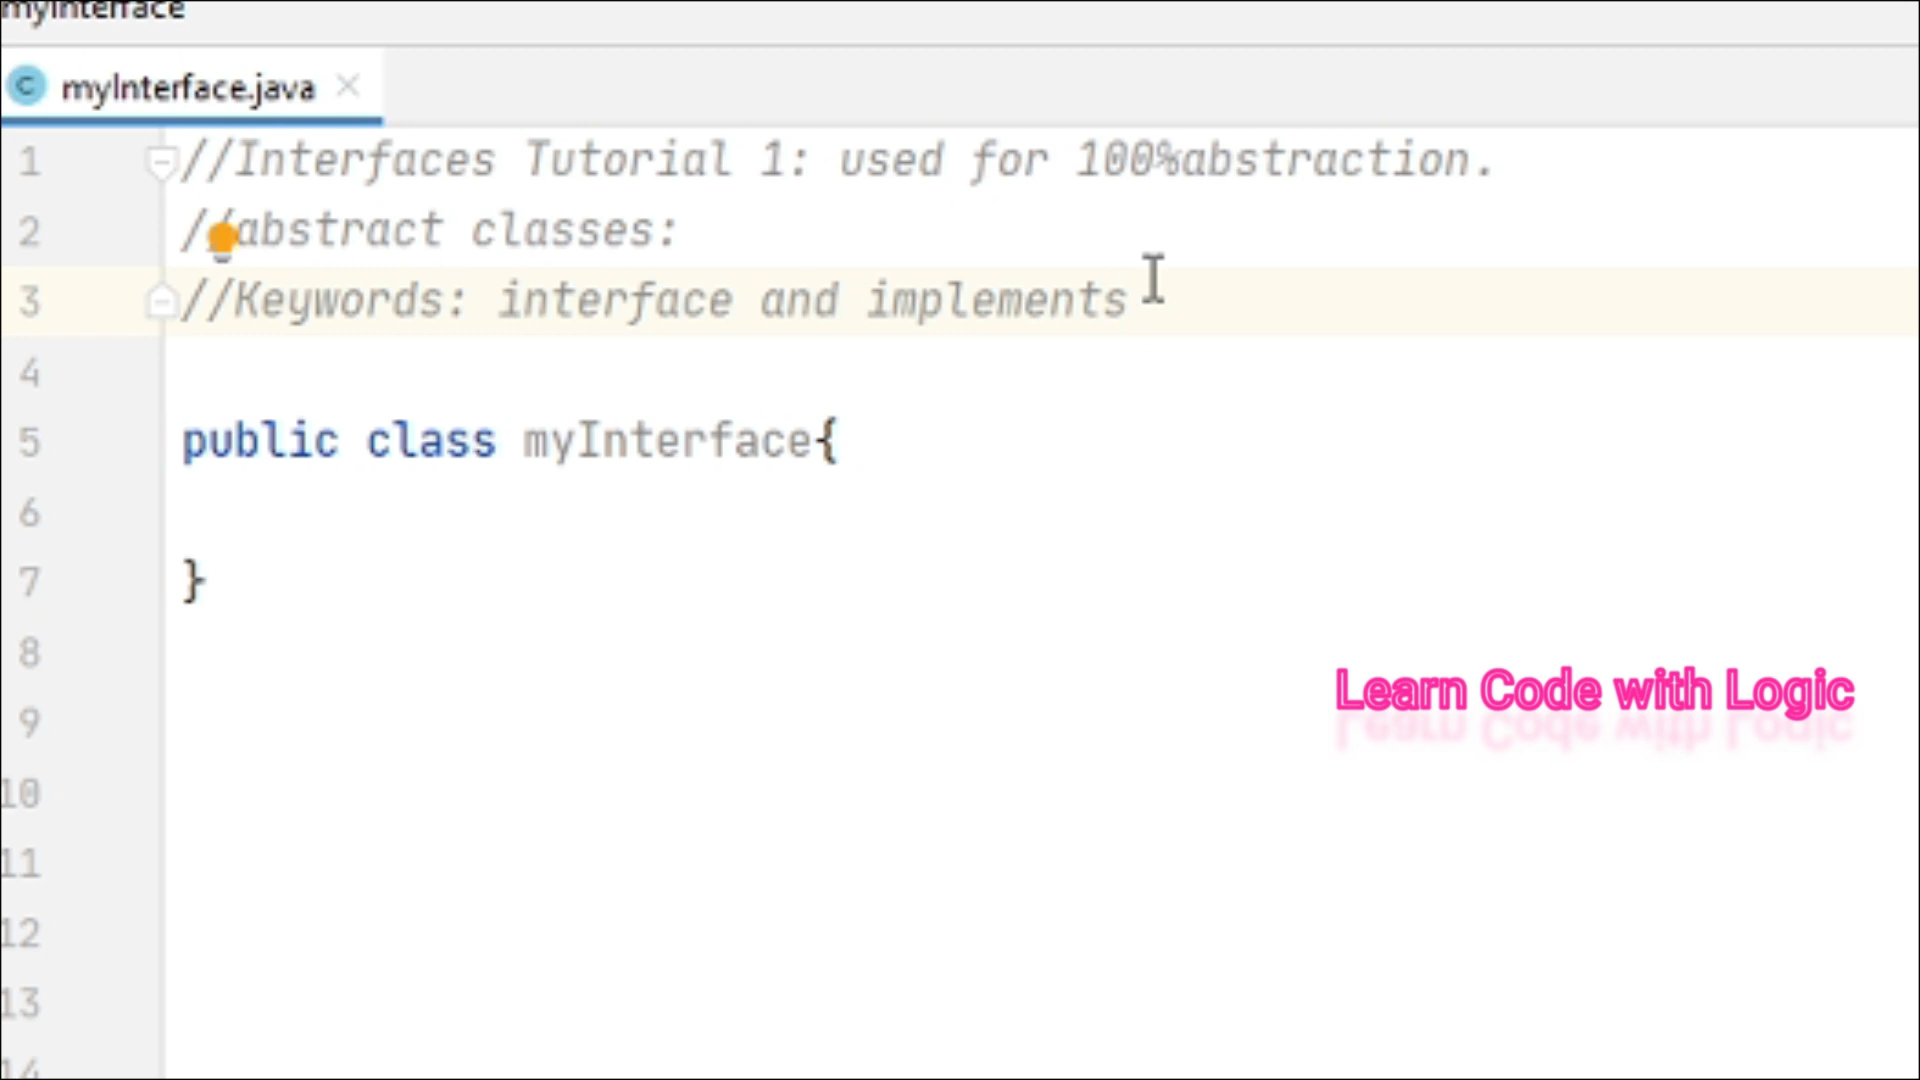 myInterface
C myInterface.java
1 //Interfaces Tutorial 1: used for 100%abstraction.
2 //abstract classes:
3 //Keywords: interface and implements
4
5 public class myInterface{
6
7 }
8
Learn Code with Logic
9
10
11
12
13
14